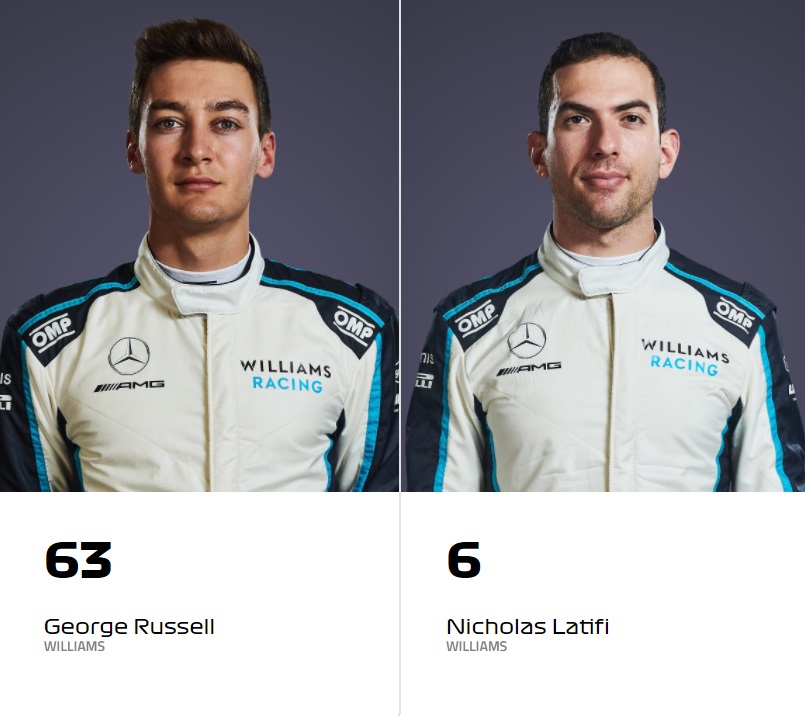 OMP
OMP
AMG
WILLIAMS
RACING
OMP
OMP
AMG
WILLIAMS
RACING
63
George Russell
WILLIAMS
6
Nicholas Latifi
WILLIAMS